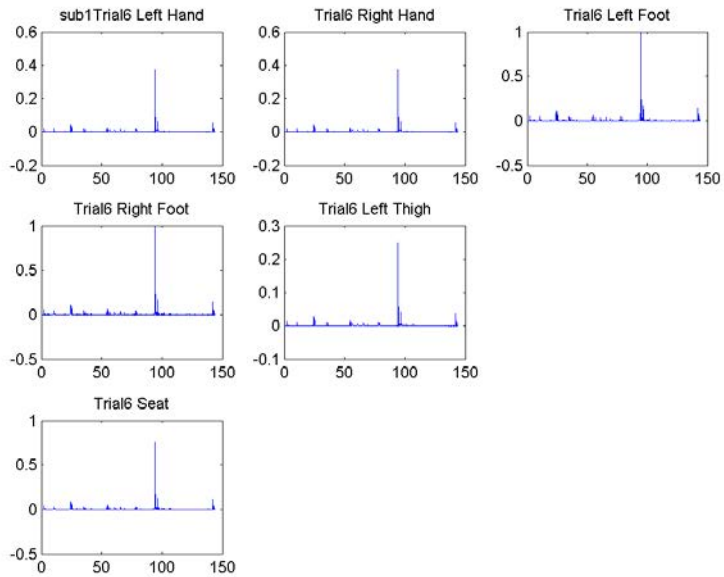 sub1Trial6 Left Hand
0.6
0.4
0.2
0
-0.2
0 50 100 150
Trial6 Right Hand
0.6
0.4
0.2
0
-0.2
0 50 100 150
Trial6 Left Foot
1
0.5
0
-0.5
0 50 100 150
Trial6 Right Foot
1
0.5
0
-0.5
0 50 100 150
Trial6 Left Thigh
0.3
0.2
0.1
0
-0.1
0 50 100 150
Trial6 Seat
1
0.5
0
-0.5
0 50 100 150